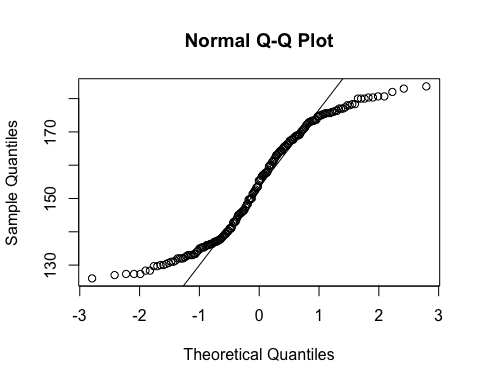 Normal Q-Q Plot
Sample Quantiles
170
150
130
-3 -2 -1 0 1 2 3
Theoretical Quantiles